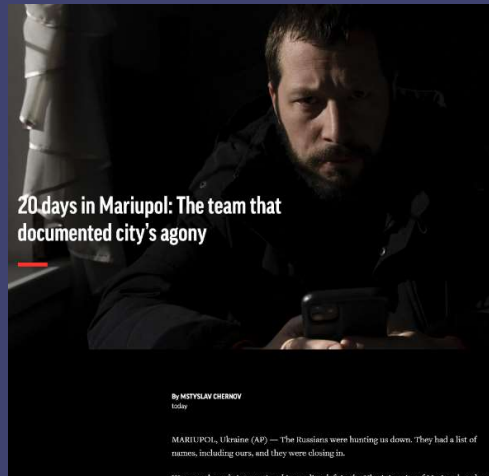 20 days in Mariupol: The team that
documented city's agony
By MSTYSLAV CHERNOV
today
MARIUPOL, Ukraine (AP) — The Russians were hunting us down. They had a list of
names, including ours, and they were closing in.